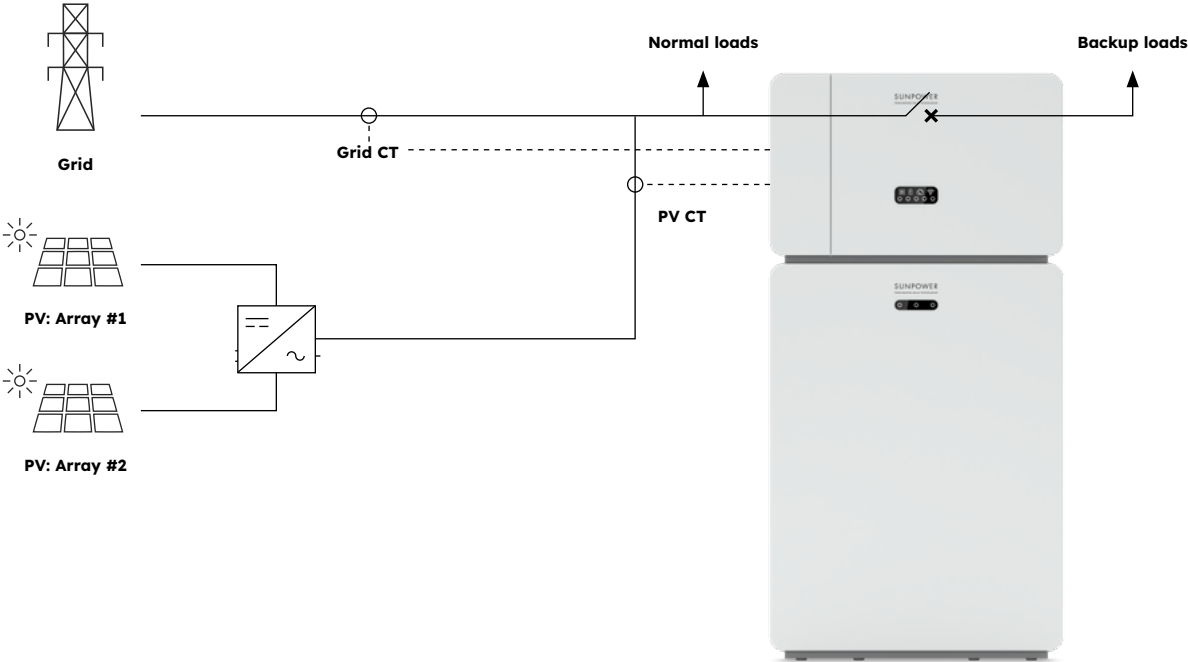 Normal loads
Backup loads
SUNPOWER
Grid CT
Grid
PV CT
SUNPOWER
PV: Array #1
PV: Array #2